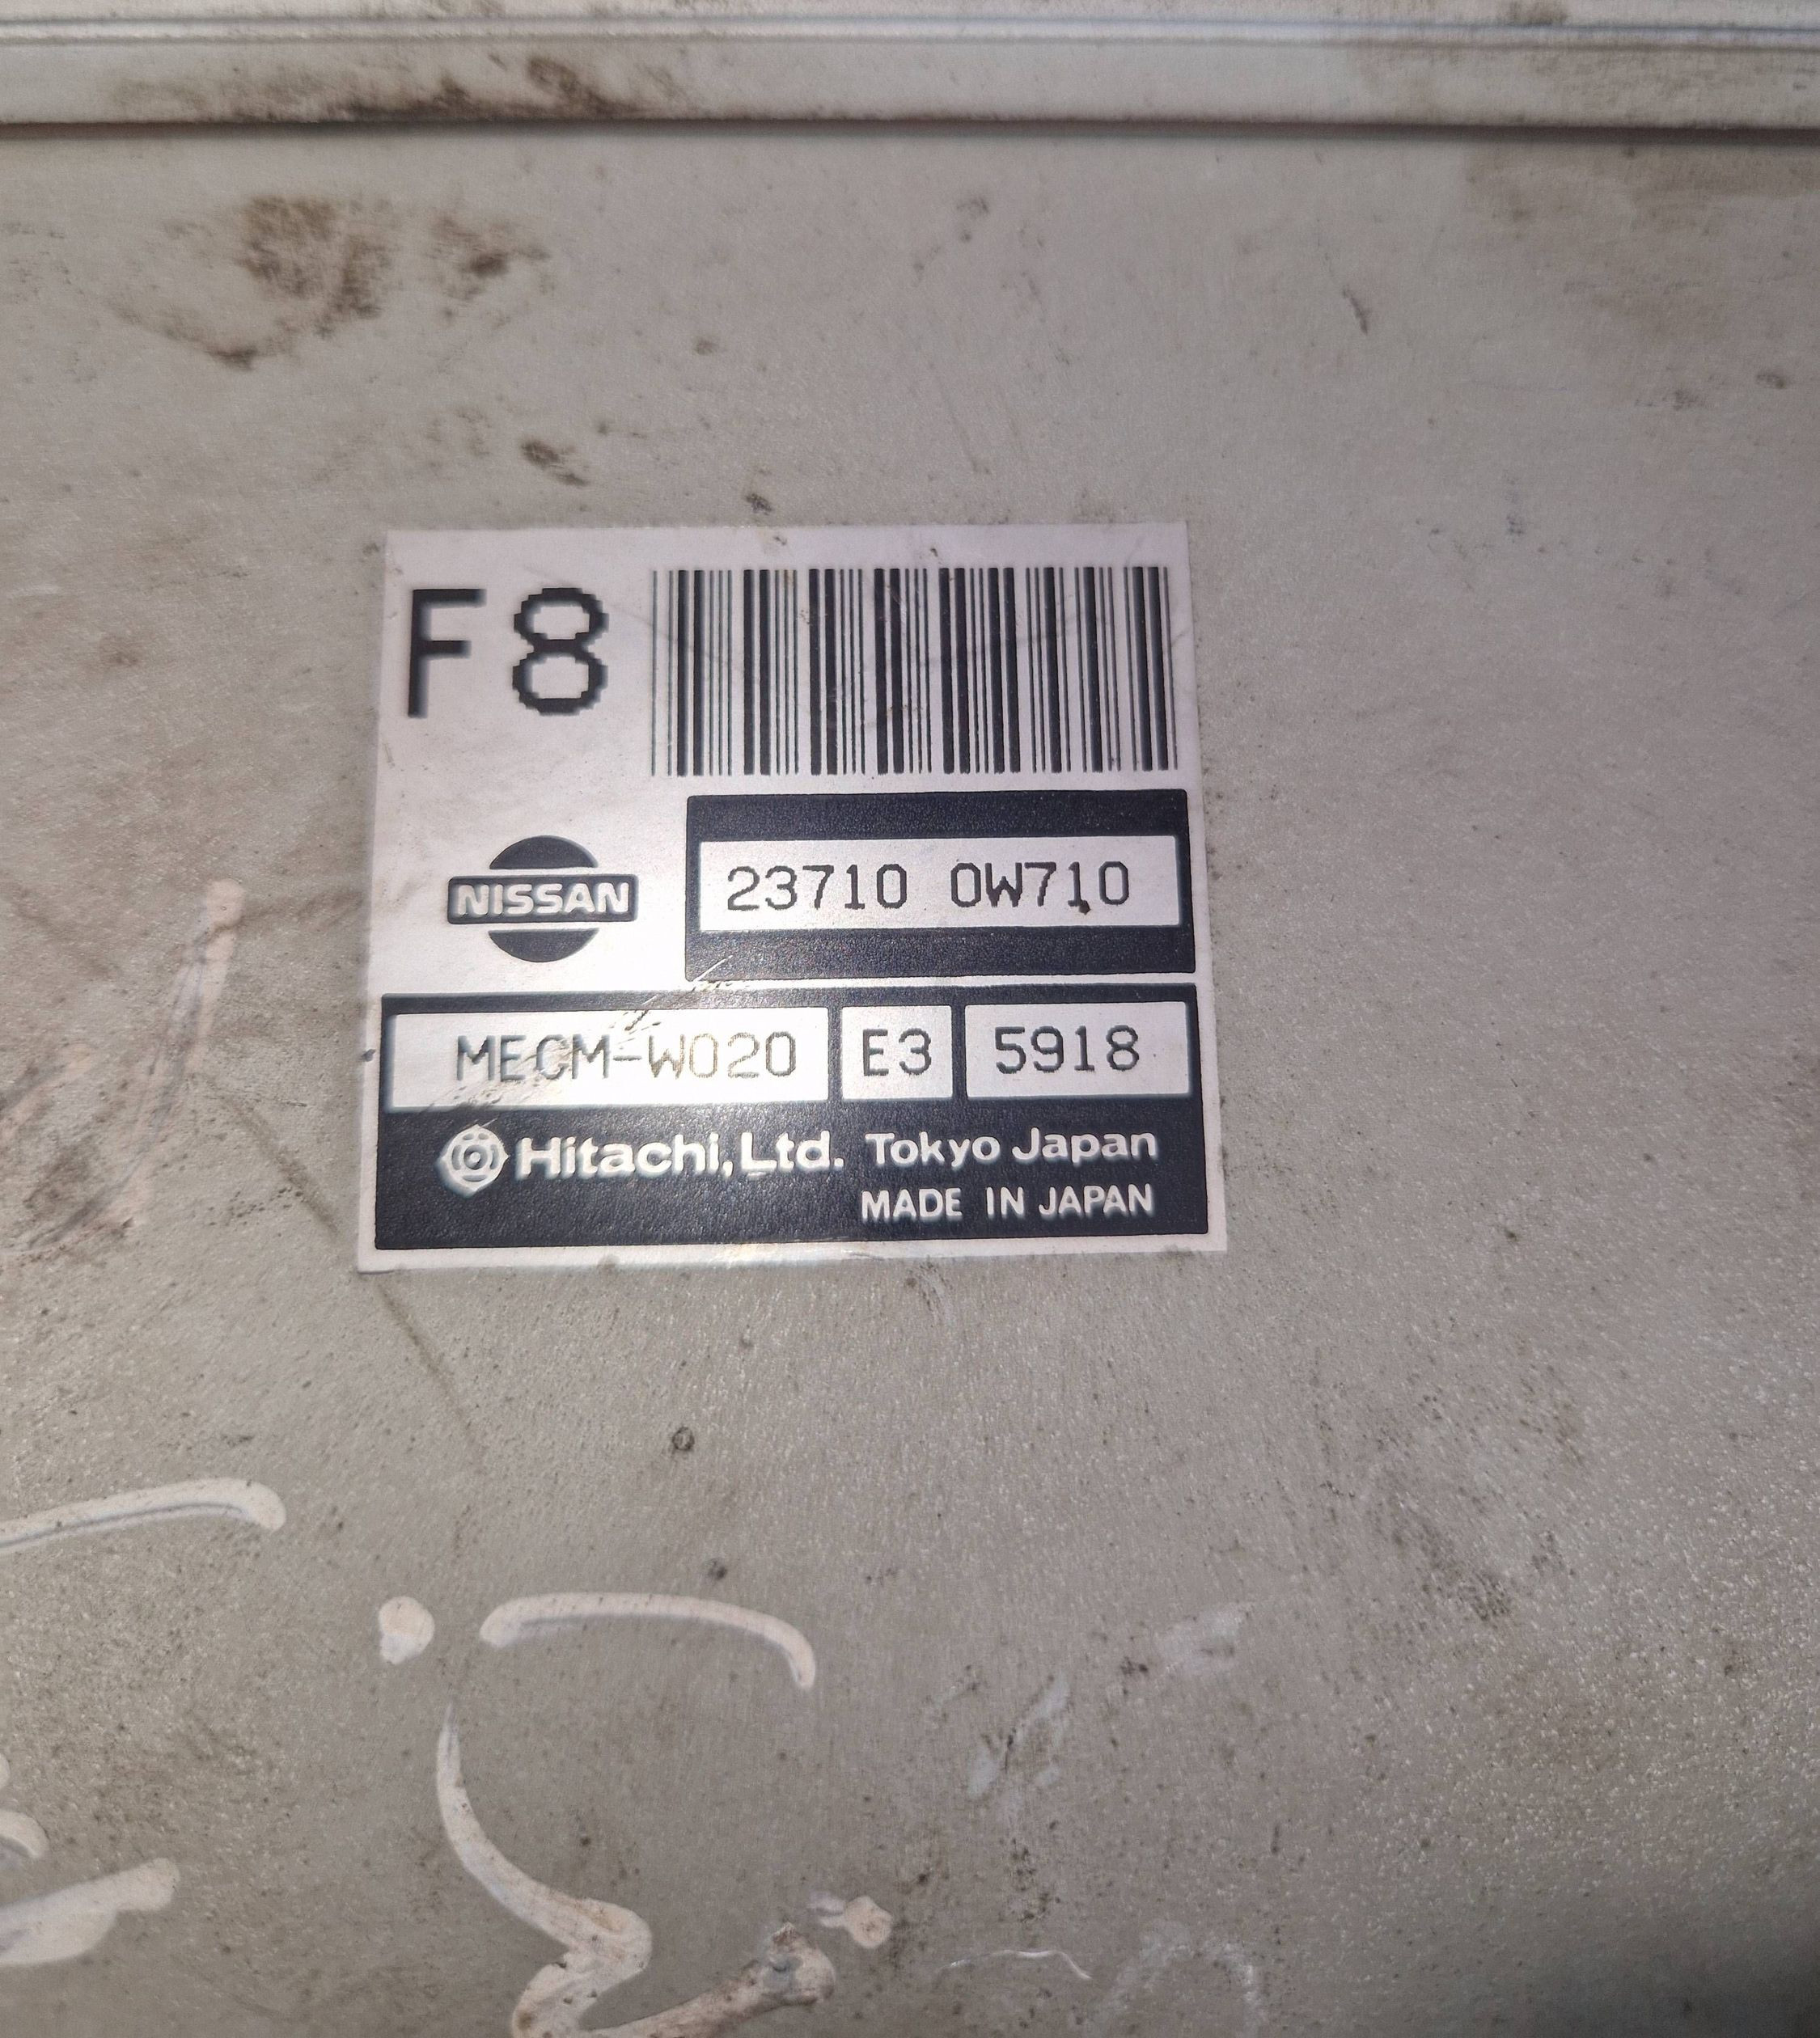 F8
NISSAN
23710 0W710
MECM-W020 E3 5918
Hitachi, Ltd. Tokyo Japan
MADE IN JAPAN